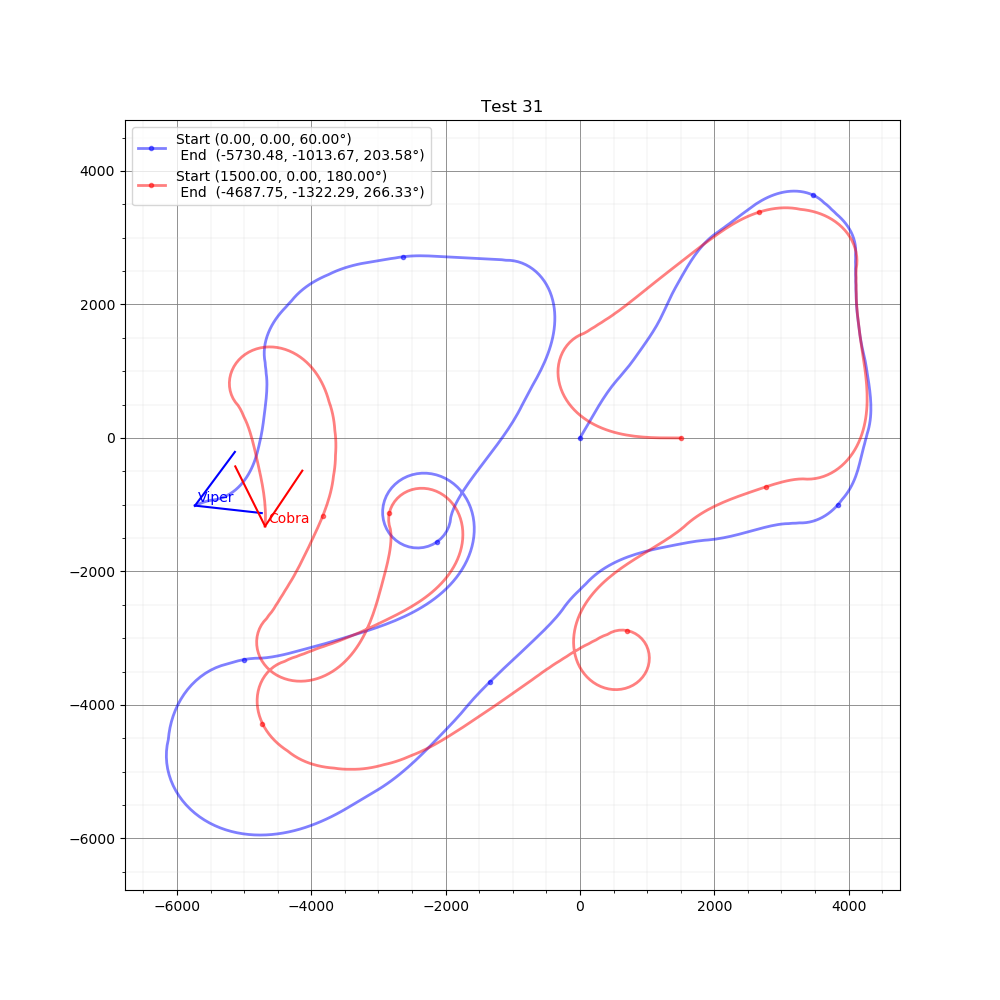 Test 31
Start (0.00, 0.00, 60.00°)
End (-5730.48, -1013.67, 203.58°)
Start (1500.00, 0.00, 180.00°)
End (-4687.75, -1322.29, 266.33°)
4000
2000
0
−2000
−4000
−6000
Viper
Cobra
−6000 −4000 −2000 0 2000 4000